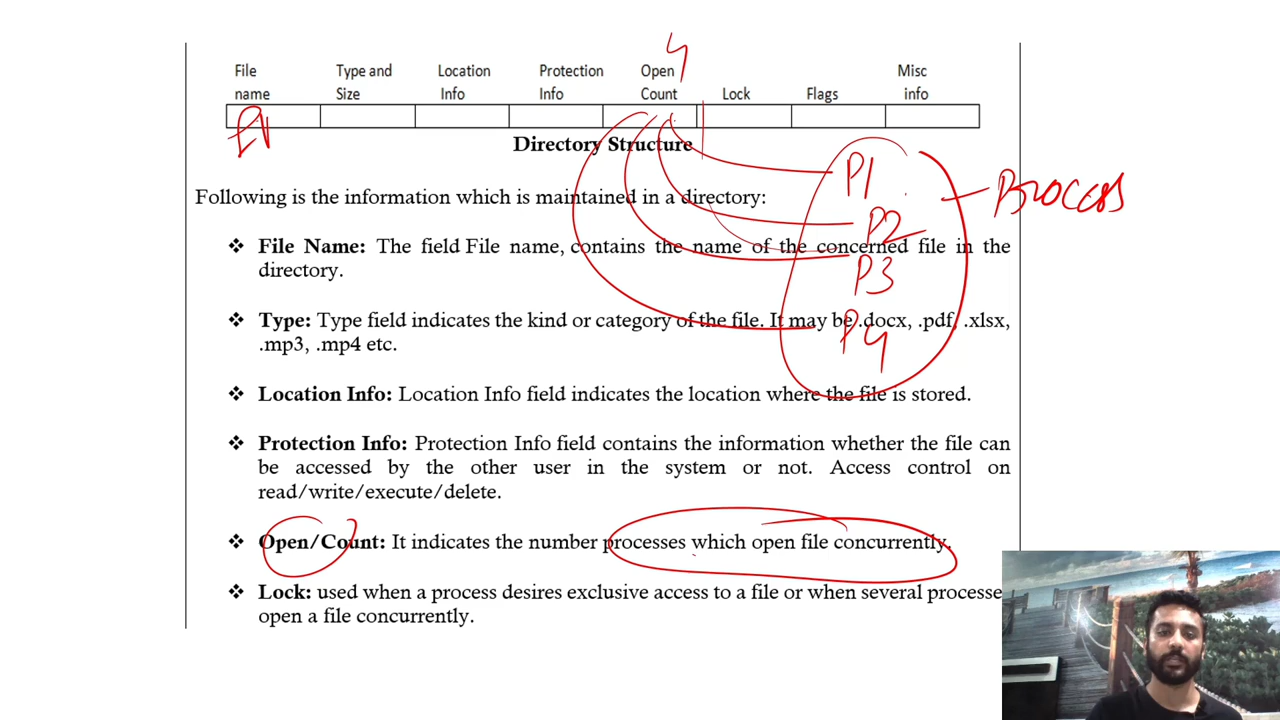 4
File name Type and Size Location Info Protection Info Open Count Lock Flags Misc info
Directory Structure
P1
Process
Following is the information which is maintained in a directory:
P2
❖ File Name: The field File name, contains the name of the concerned file in the
directory.
P3
❖ Type: Type field indicates the kind or category of the file. It may be .docx, .pdf, .xlsx,
.mp3, .mp4 etc.
P4
❖ Location Info: Location Info field indicates the location where the file is stored.
❖ Protection Info: Protection Info field contains the information whether the file can
be accessed by the other user in the system or not. Access control on
read/write/execute/delete.
❖ Open/Count: It indicates the number processes which open file concurrently.
❖ Lock: used when a process desires exclusive access to a file or when several processe
open a file concurrently.